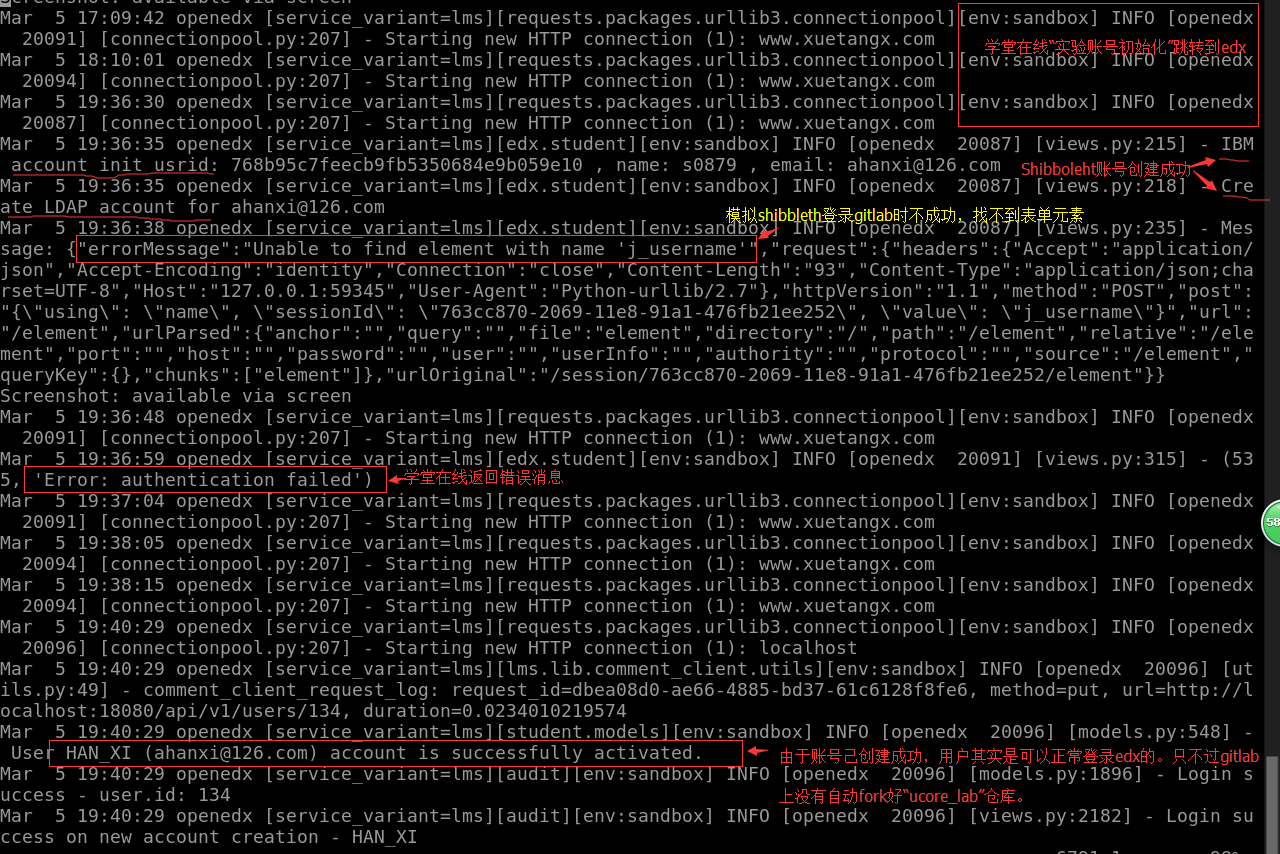 Screenshot: available via screen
Mar  5 17:09:42 openedx [service_variant=lms][requests.packages.urllib3.connectionpool][env:sandbox] INFO [openedx
  20091] [connectionpool.py:207] - Starting new HTTP connection (1): www.xuetangx.com
学堂在线“实验账号初始化”跳转到edx
Mar  5 18:10:01 openedx [service_variant=lms][requests.packages.urllib3.connectionpool][env:sandbox] INFO [openedx
  20094] [connectionpool.py:207] - Starting new HTTP connection (1): www.xuetangx.com
Mar  5 19:36:30 openedx [service_variant=lms][requests.packages.urllib3.connectionpool][env:sandbox] INFO [openedx
  20087] [connectionpool.py:207] - Starting new HTTP connection (1): www.xuetangx.com
Mar  5 19:36:35 openedx [service_variant=lms][edx.student][env:sandbox] INFO [openedx  20087] [views.py:215] - IBM
 account init usrid: 768b95c7feecb9fb5350684e9b059e10 , name: s0879 , email: ahanxi@126.com
Shibboleht账号创建成功
Mar  5 19:36:35 openedx [service_variant=lms][edx.student][env:sandbox] INFO [openedx  20087] [views.py:218] - Cre
ate LDAP account for ahanxi@126.com
模拟shibbleth登录gitlab时不成功，找不到表单元素
Mar  5 19:36:38 openedx [service_variant=lms][edx.student][env:sandbox] INFO [openedx  20087] [views.py:235] - Mes
sage: {"errorMessage":"Unable to find element with name 'j_username'","request":{"headers":{"Accept":"application/
json","Accept-Encoding":"identity","Connection":"close","Content-Length":"93","Content-Type":"application/json;cha
rset=UTF-8","Host":"127.0.0.1:59345","User-Agent":"Python-urllib/2.7"},"httpVersion":"1.1","method":"POST","post":
"{\"using\": \"name\", \"sessionId\": \"763cc870-2069-11e8-91a1-476fb21ee252\", \"value\": \"j_username\"}","url":
"/element","urlParsed":{"anchor":"","query":"","file":"element","directory":"/","path":"/element","relative":"/ele
ment","port":"","host":"","password":"","user":"","userInfo":"","authority":"","protocol":"","source":"/element","
queryKey":{},"chunks":["element"]},"urlOriginal":"/session/763cc870-2069-11e8-91a1-476fb21ee252/element"}}
Screenshot: available via screen
Mar  5 19:36:48 openedx [service_variant=lms][requests.packages.urllib3.connectionpool][env:sandbox] INFO [openedx
  20091] [connectionpool.py:207] - Starting new HTTP connection (1): www.xuetangx.com
Mar  5 19:36:59 openedx [service_variant=lms][edx.student][env:sandbox] INFO [openedx  20091] [views.py:315] - (53
5, 'Error: authentication failed')
学堂在线返回错误消息
Mar  5 19:37:04 openedx [service_variant=lms][requests.packages.urllib3.connectionpool][env:sandbox] INFO [openedx
  20091] [connectionpool.py:207] - Starting new HTTP connection (1): www.xuetangx.com
Mar  5 19:38:05 openedx [service_variant=lms][requests.packages.urllib3.connectionpool][env:sandbox] INFO [openedx
  20094] [connectionpool.py:207] - Starting new HTTP connection (1): www.xuetangx.com
Mar  5 19:38:15 openedx [service_variant=lms][requests.packages.urllib3.connectionpool][env:sandbox] INFO [openedx
  20094] [connectionpool.py:207] - Starting new HTTP connection (1): www.xuetangx.com
Mar  5 19:40:29 openedx [service_variant=lms][requests.packages.urllib3.connectionpool][env:sandbox] INFO [openedx
  20096] [connectionpool.py:207] - Starting new HTTP connection (1): localhost
Mar  5 19:40:29 openedx [service_variant=lms][lms.lib.comment_client.utils][env:sandbox] INFO [openedx  20096] [ut
ils.py:49] - comment_client_request_log: request_id=dbea08d0-ae66-4885-bd37-61c6128f8fe6, method=put, url=http://l
ocalhost:18080/api/v1/users/134, duration=0.0234010219574
Mar  5 19:40:29 openedx [service_variant=lms][student.models][env:sandbox] INFO [openedx  20096] [models.py:548] -
 User HAN_XI (ahanxi@126.com) account is successfully activated.
由于账号已创建成功，用户其实是可以正常登录edx的。只不过gitlab
上没有自动fork好“ucore_lab”仓库。
Mar  5 19:40:29 openedx [service_variant=lms][audit][env:sandbox] INFO [openedx  20096] [models.py:1896] - Login s
uccess - user.id: 134
Mar  5 19:40:29 openedx [service_variant=lms][audit][env:sandbox] INFO [openedx  20096] [views.py:2182] - Login su
ccess on new account creation - HAN_XI
58